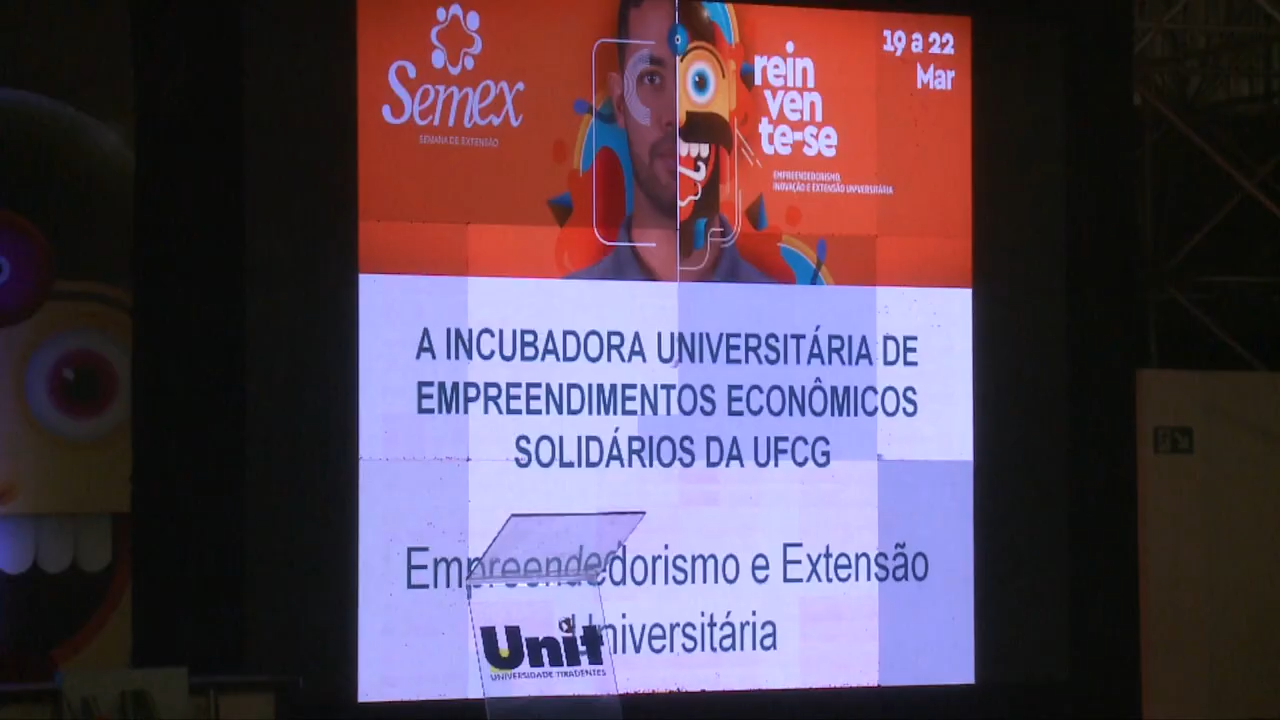 Semex
SEMANA DE EXTENSÃO
rein
ven
te-se
EMPREENDEDORISMO,
INOVAÇÃO E EXTENSÃO UNIVERSITÁRIA
19 a 22
Mar
A INCUBADORA UNIVERSITÁRIA DE
EMPREENDIMENTOS ECONÔMICOS
SOLIDÁRIOS DA UFCG
Empreendedorismo e Extensão
Universitária
Unit
UNIVERSIDADE TIRADENTES